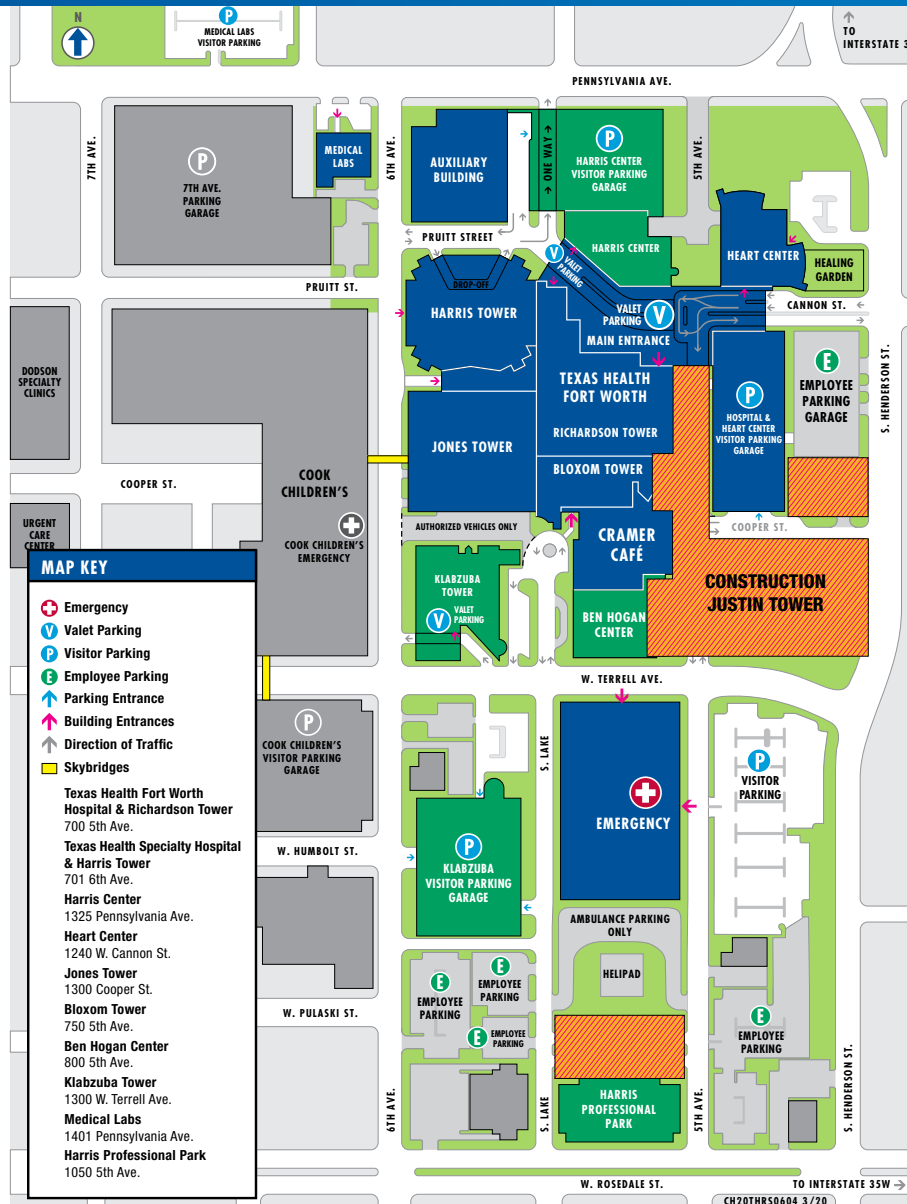 N
P
MEDICAL LABS
VISITOR PARKING
TO
INTERSTATE 3
PENNSYLVANIA AVE.
7TH AVE.
P
7TH AVE.
PARKING
GARAGE
MEDICAL
LABS
6TH AVE.
AUXILIARY
BUILDING
ONE WAY
P
HARRIS CENTER
VISITOR PARKING
GARAGE
5TH AVE.
PRUITT STREET
HARRIS CENTER
HEART CENTER
HEALING
GARDEN
V
VALET
PARKING
PRUITT ST.
DROP-OFF
HARRIS TOWER
VALET
PARKING
V
MAIN ENTRANCE
CANNON ST.
DODSON
SPECIALTY
CLINICS
TEXAS HEALTH
FORT WORTH
RICHARDSON TOWER
P
HOSPITAL &
HEART CENTER
VISITOR PARKING
GARAGE
E
EMPLOYEE
PARKING
GARAGE
S. HENDERSON ST.
JONES TOWER
BLOXOM TOWER
COOPER ST.
COOK
CHILDREN'S
COOK CHILDREN'S
EMERGENCY
URGENT
CARE
CENTER
AUTHORIZED VEHICLES ONLY
CRAMER
CAFÉ
COOPER ST.
KLABZUBA
TOWER
V
VALET
PARKING
BEN HOGAN
CENTER
CONSTRUCTION
JUSTIN TOWER
W. TERRELL AVE.
MAP KEY
Emergency
V Valet Parking
P Visitor Parking
E Employee Parking
Parking Entrance
Building Entrances
Direction of Traffic
Skybridges
Texas Health Fort Worth
Hospital & Richardson Tower
700 5th Ave.
Texas Health Specialty Hospital
& Harris Tower
701 6th Ave.
Harris Center
1325 Pennsylvania Ave.
Heart Center
1240 W. Cannon St.
Jones Tower
1300 Cooper St.
Bloxom Tower
750 5th Ave.
Ben Hogan Center
800 5th Ave.
Klabzuba Tower
1300 W. Terrell Ave.
Medical Labs
1401 Pennsylvania Ave.
Harris Professional Park
1050 5th Ave.
P
COOK CHILDREN'S
VISITOR PARKING
GARAGE
S. LAKE
EMERGENCY
P
VISITOR
PARKING
W. HUMBOLT ST.
P
KLABZUBA
VISITOR PARKING
GARAGE
AMBULANCE PARKING
ONLY
HELIPAD
E
EMPLOYEE
PARKING
E
EMPLOYEE
PARKING
E
EMPLOYEE
PARKING
W. PULASKI ST.
E
EMPLOYEE
PARKING
6TH AVE.
S. LAKE
HARRIS
PROFESSIONAL
PARK
5TH AVE.
S. HENDERSON ST.
W. ROSEDALE ST.
TO INTERSTATE 35W
CH20THRS0604 3/20